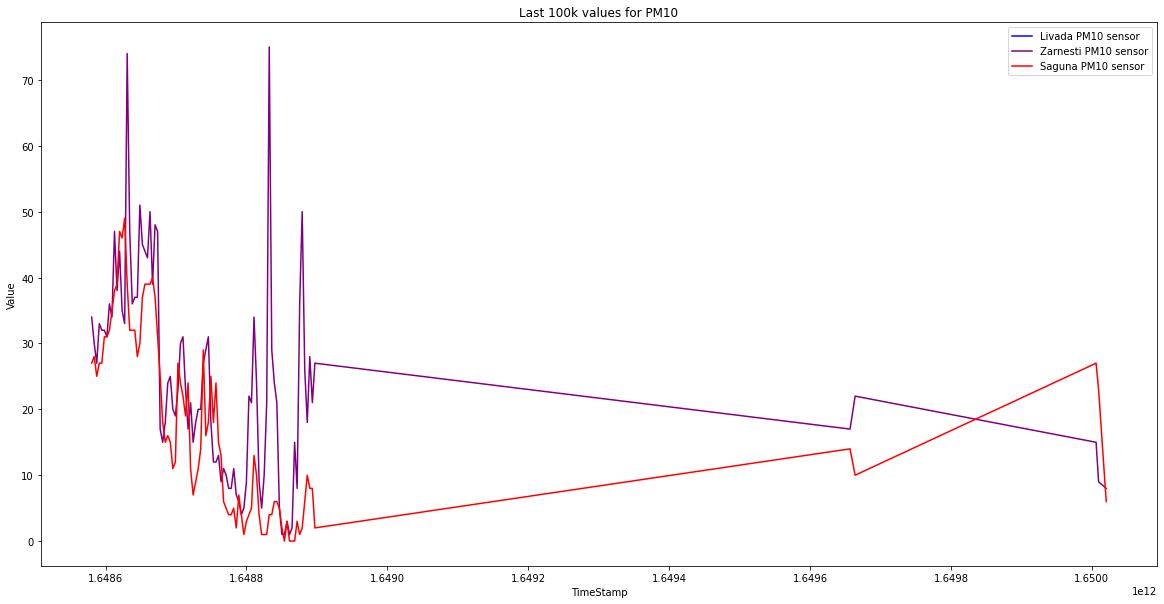 Last 100k values for PM10
Livada PM10 sensor
Zarnesti PM10 sensor
Saguna PM10 sensor
70
60
50
40
30
20
10
0
Value
1.6486
1.6488
1.6490
1.6492
1.6494
1.6496
1.6498
1.6500
1e12
TimeStamp